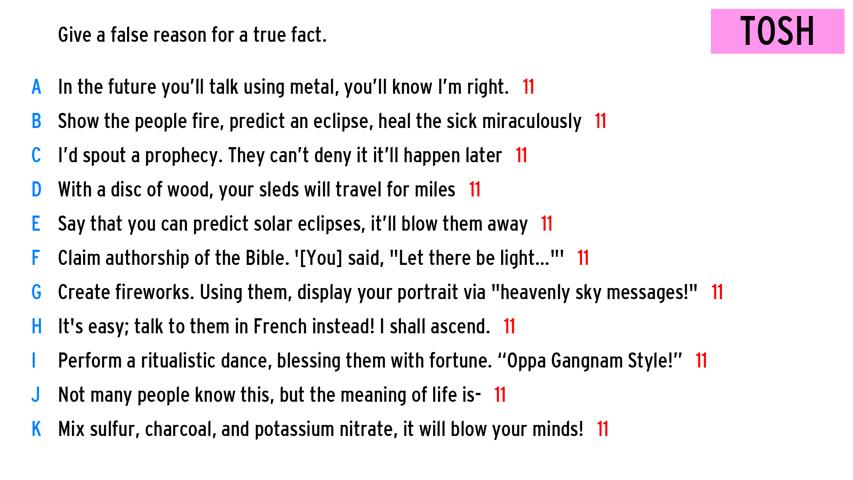 Give a false reason for a true fact.
TOSH
A In the future you’ll talk using metal, you’ll know I’m right. 11
B Show the people fire, predict an eclipse, heal the sick miraculously 11
C I’d spout a prophecy. They can’t deny it it’ll happen later 11
D With a disc of wood, your sleds will travel for miles 11
E Say that you can predict solar eclipses, it’ll blow them away 11
F Claim authorship of the Bible. '[You] said, "Let there be light..."' 11
G Create fireworks. Using them, display your portrait via "heavenly sky messages!" 11
H It's easy; talk to them in French instead! I shall ascend. 11
I Perform a ritualistic dance, blessing them with fortune. “Oppa Gangnam Style!” 11
J Not many people know this, but the meaning of life is- 11
K Mix sulfur, charcoal, and potassium nitrate, it will blow your minds! 11